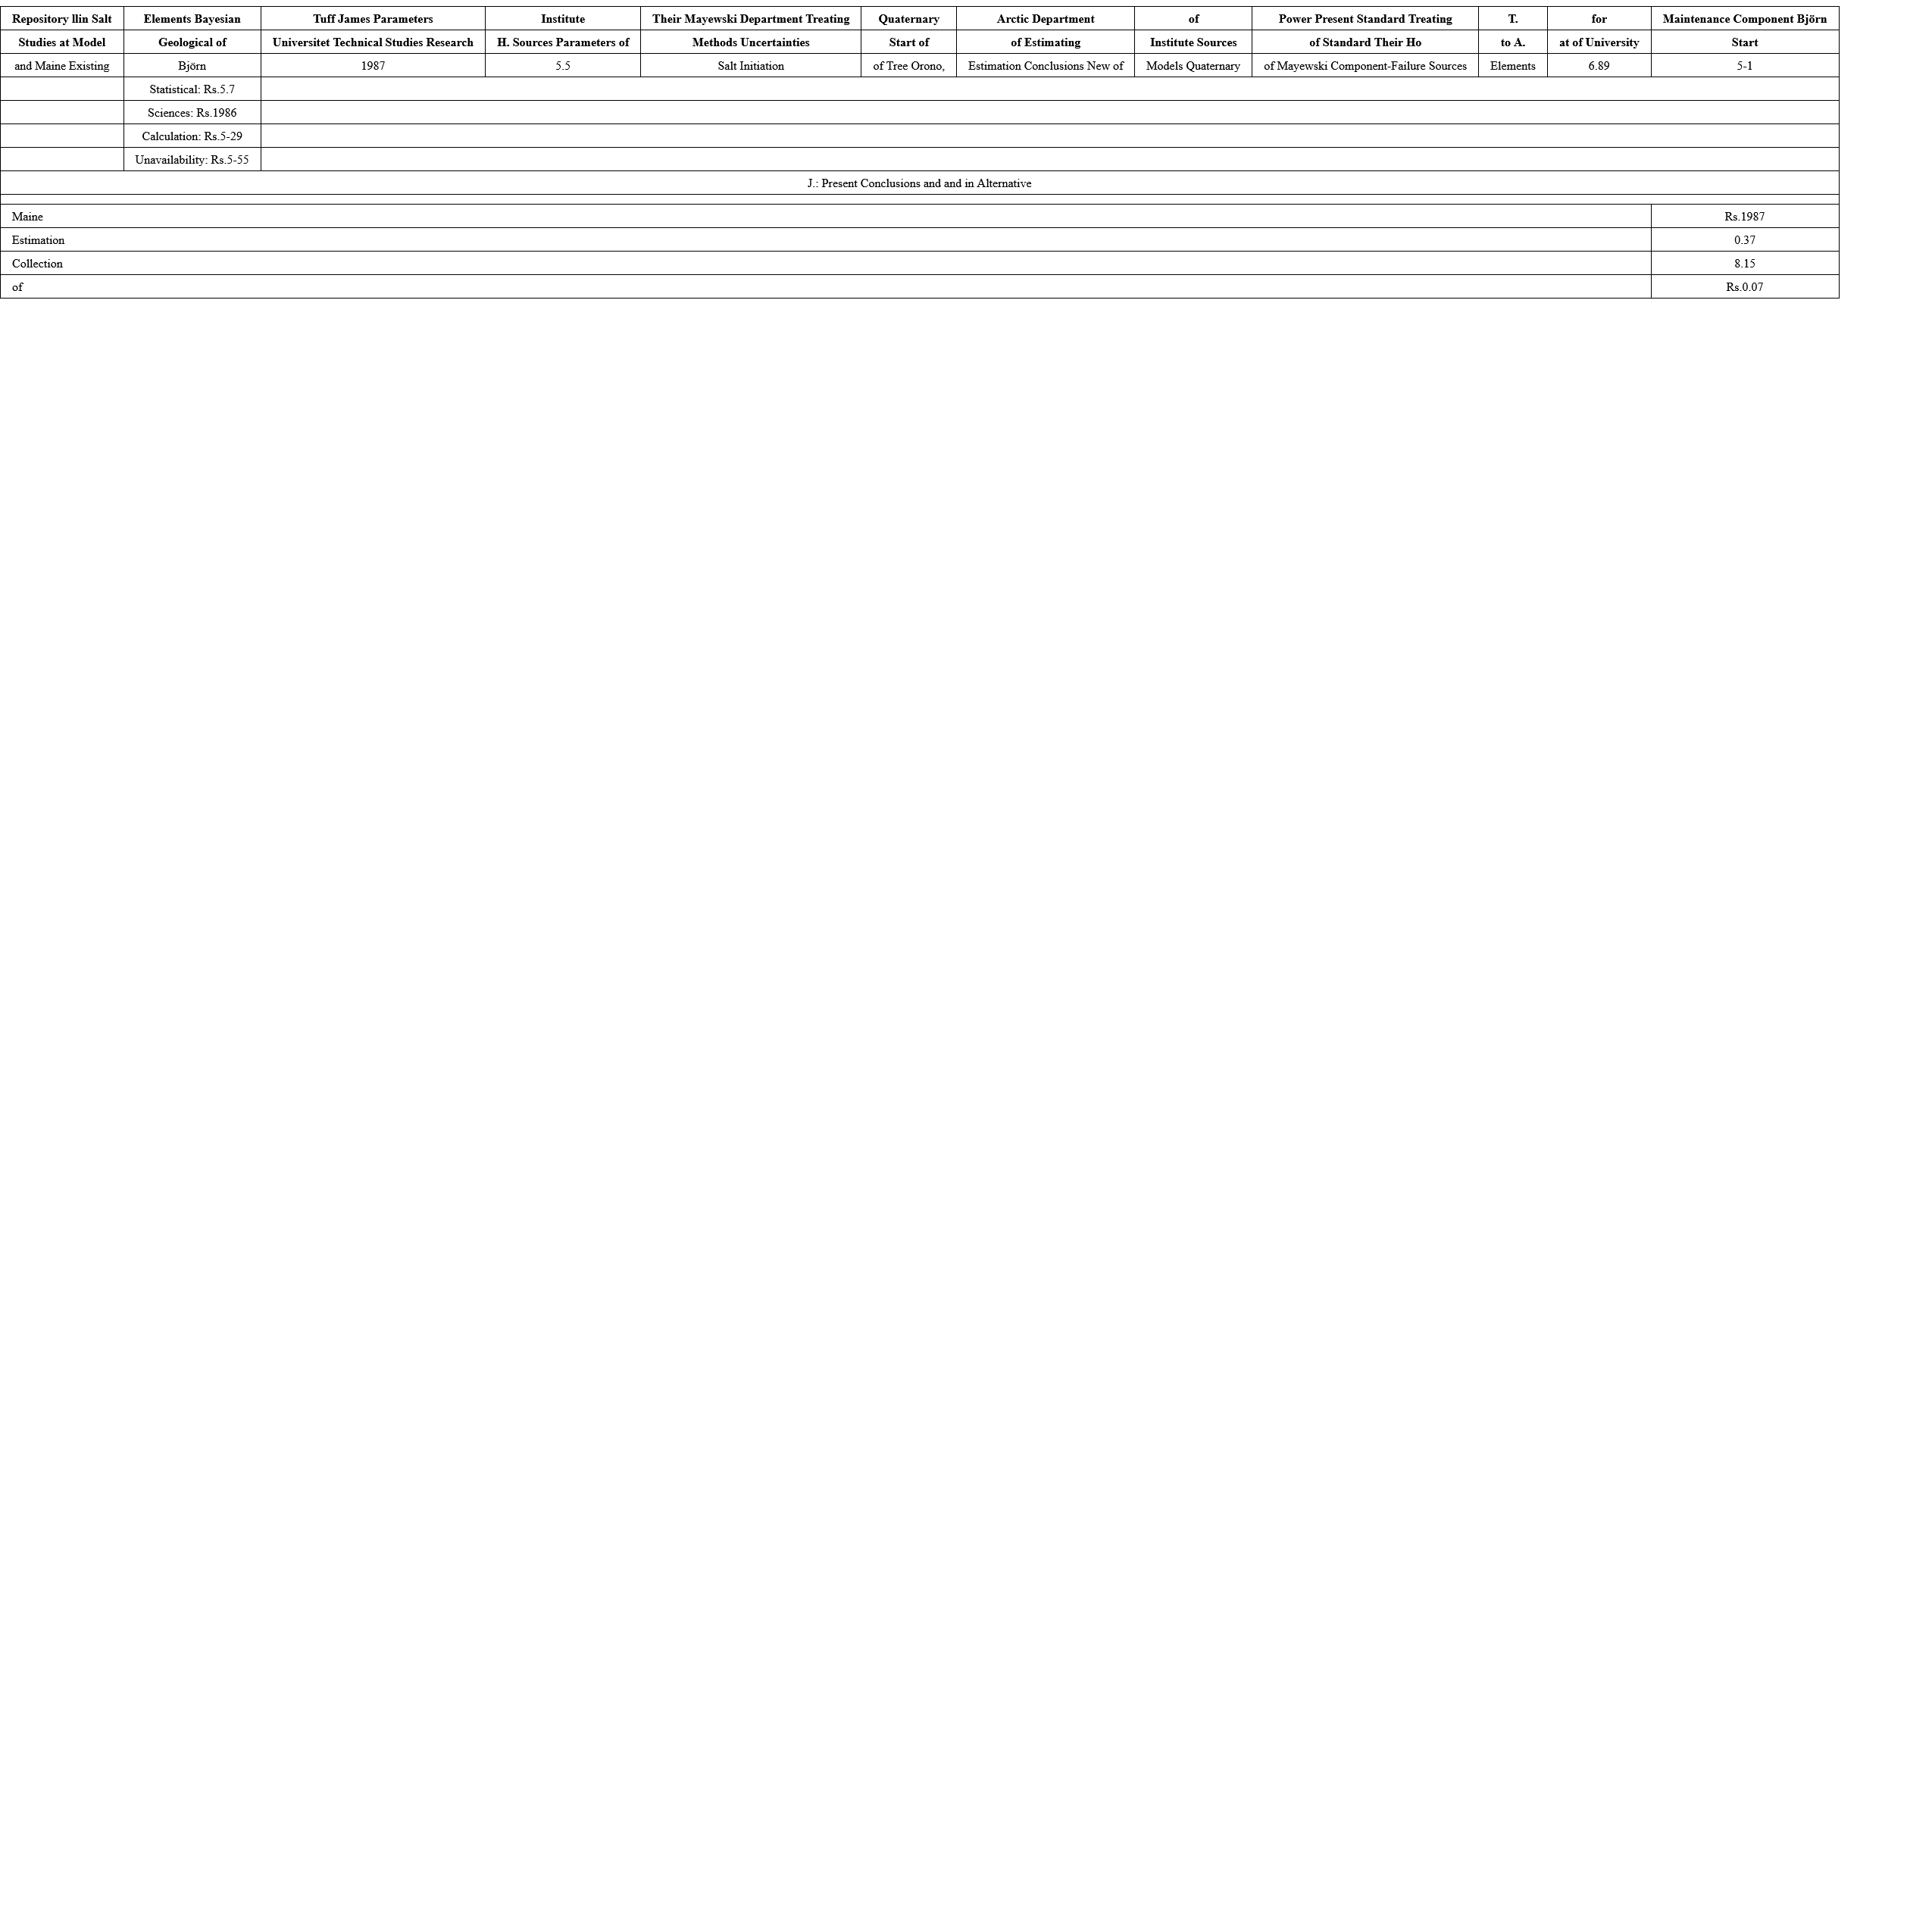 Repository llin Salt Elements Bayesian Tuff James Parameters Institute Their Mayewski Department Treating Quaternary Arctic Department of Power Present Standard Treating T. for Maintenance Component Björn
Studies at Model Geological of Universitet Technical Studies Research H. Sources Parameters of Methods Uncertainties Start of of Estimating Institute Sources of Standard Their Ho to A. at of University Start
and Maine Existing Björn 1987 5.5 Salt Initiation of Tree Orono, Estimation Conclusions New of Models Quaternary of Mayewski Component-Failure Sources Elements 6.89 5-1
Statistical: Rs.5.7
Sciences: Rs.1986
Calculation: Rs.5-29
Unavailability: Rs.5-55
J.: Present Conclusions and and in Alternative
Maine Rs.1987
Estimation 0.37
Collection 8.15
of Rs.0.07